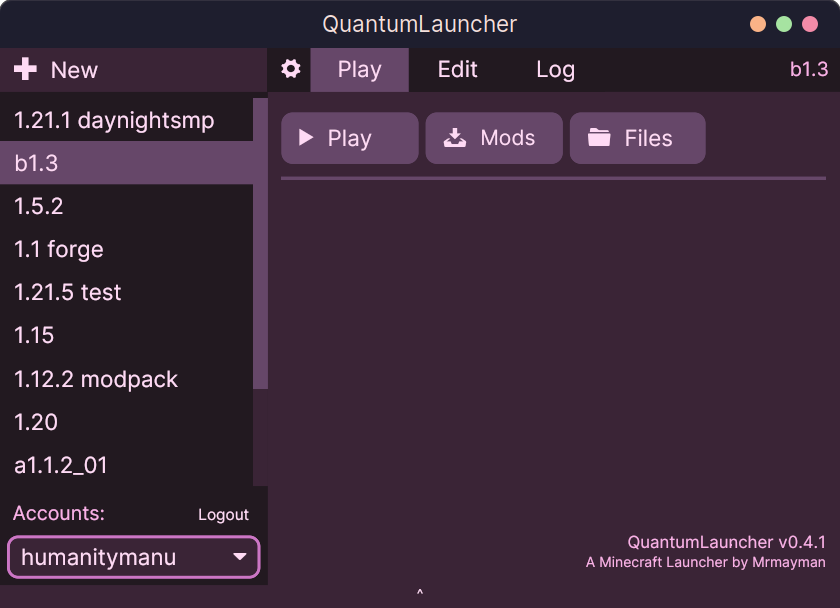 QuantumLauncher
New
Play Edit Log b1.3
1.21.1 daynightsmp
b1.3
1.5.2
1.1 forge
1.21.5 test
1.15
1.12.2 modpack
1.20
a1.1.2_01
Accounts: Logout
humanitymanu
Play Mods Files
QuantumLauncher v0.4.1
A Minecraft Launcher by Mrmayman
^